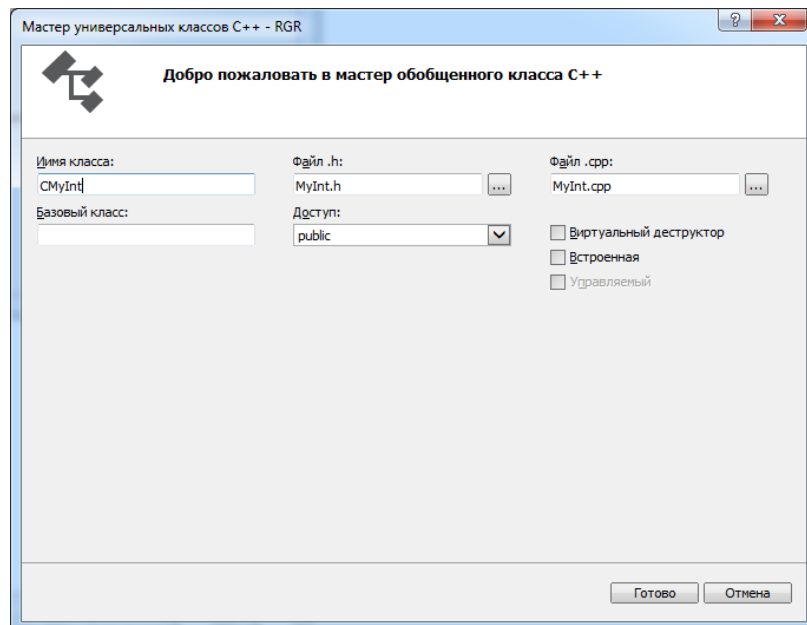 Мастер универсальных классов C++ - RGR
Добро пожаловать в мастер обобщенного класса C++
Иимя класса:
Файл .h:
Файл .cpp:
CMyInt
MyInt.h
...
MyInt.cpp
...
Базовый класс:
Доступ:
public
Виртуальный деструктор
Встроенная
Управляемый
Готово
Отмена